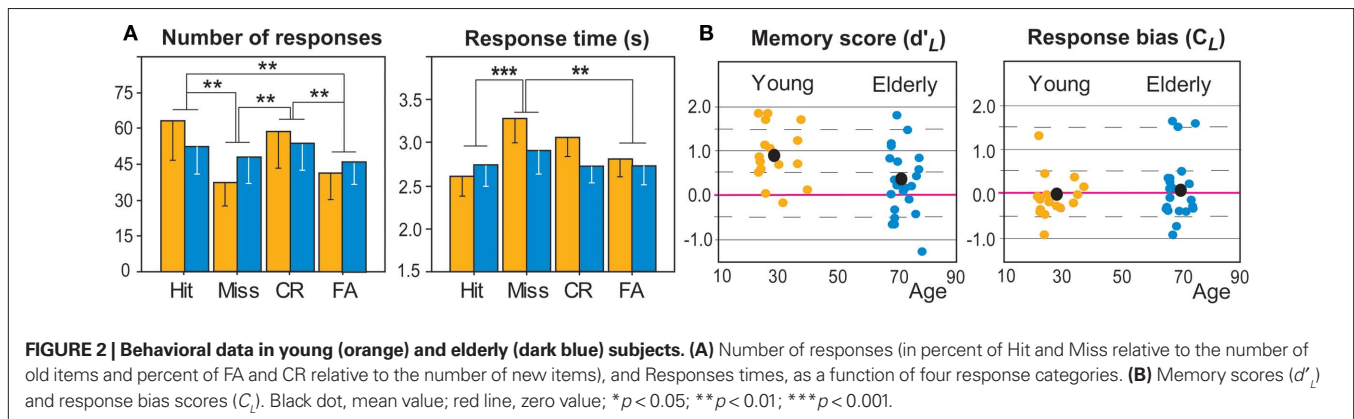 A
Number of responses
Response time (s)
B
Memory score (d'L)
Response bias (CL)
**
**
**
**
***
**
75
60
45
30
15
0
3.5
3.0
2.5
2.0
1.5
Hit Miss CR FA
Hit Miss CR FA
Young Elderly
2.0
1.0
0.0
-1.0
10 30 50 70 90
Age
Young Elderly
2.0
1.0
0.0
-1.0
10 30 50 70 90
Age
FIGURE 2 | Behavioral data in young (orange) and elderly (dark blue) subjects. (A) Number of responses (in percent of Hit and Miss relative to the number of
old items and percent of FA and CR relative to the number of new items), and Responses times, as a function of four response categories. (B) Memory scores (d'L)
and response bias scores (CL). Black dot, mean value; red line, zero value; *p < 0.05; **p < 0.01; ***p < 0.001.